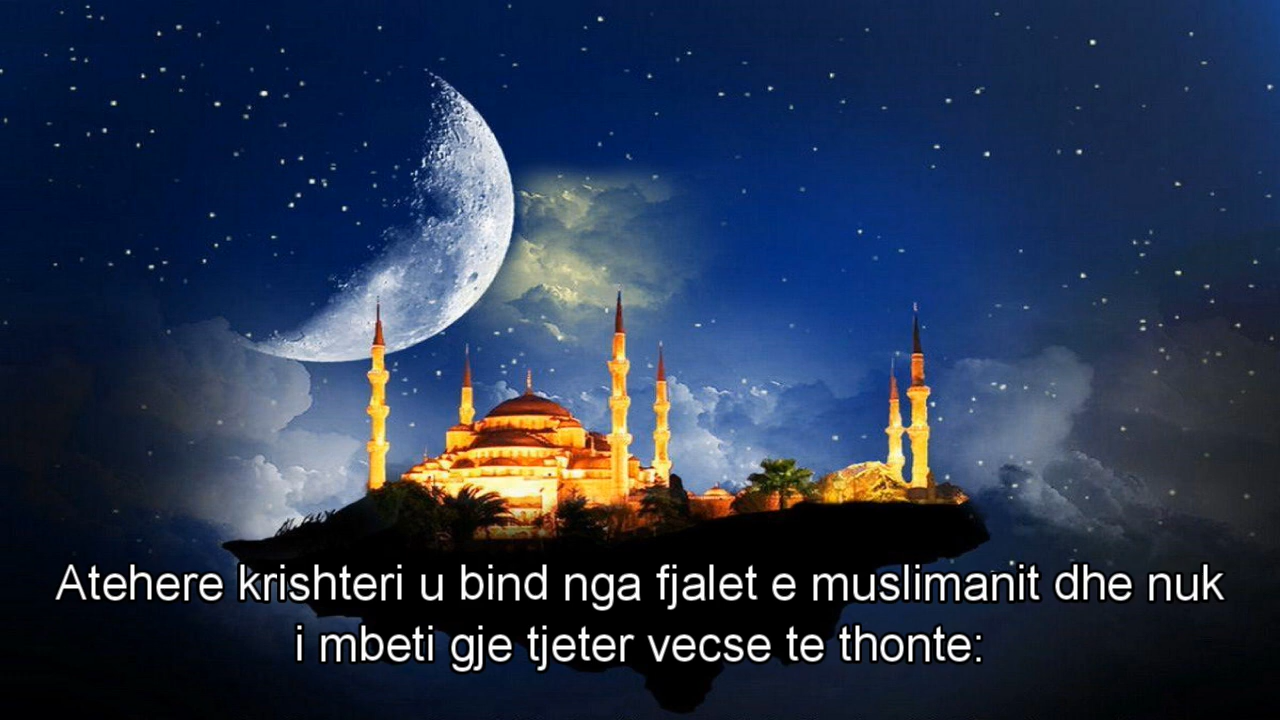 Atehere krishteri u bind nga fjalet e muslimanit dhe nuk
i mbeti gje tjeter vecse te thonte: